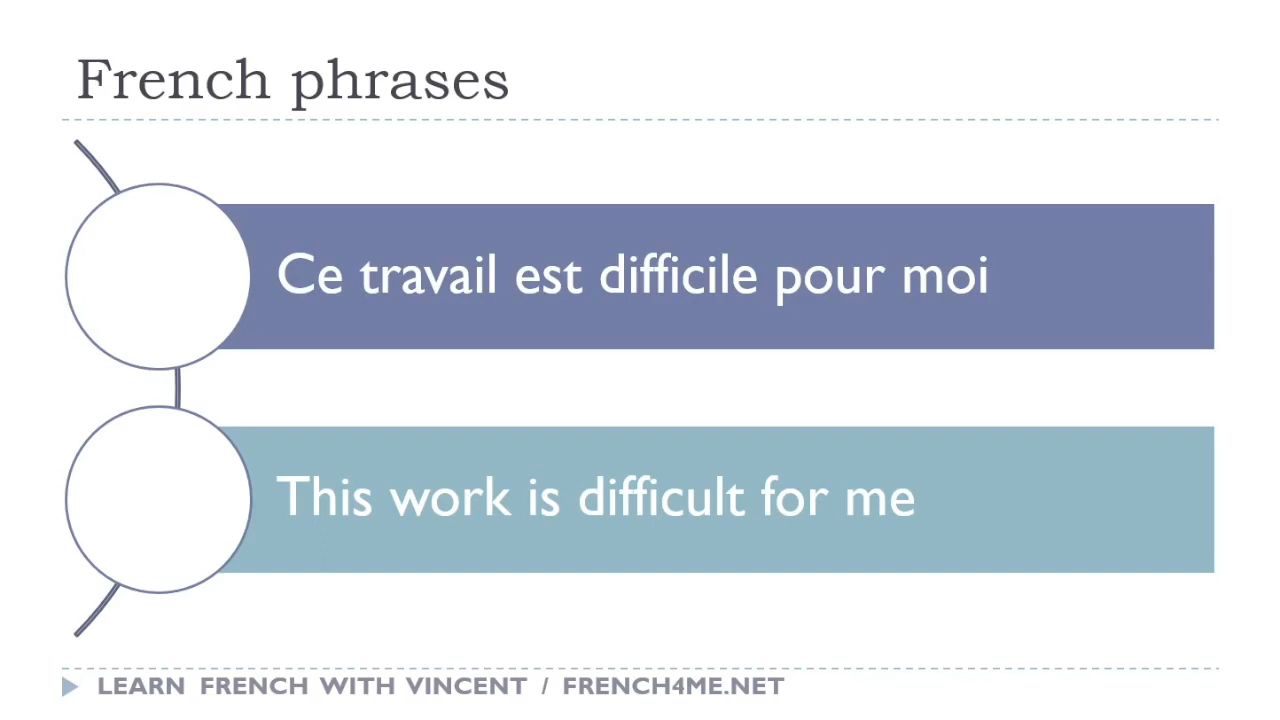 French phrases
Ce travail est difficile pour moi
This work is difficult for me
LEARN FRENCH WITH VINCENT / FRENCH4ME.NET